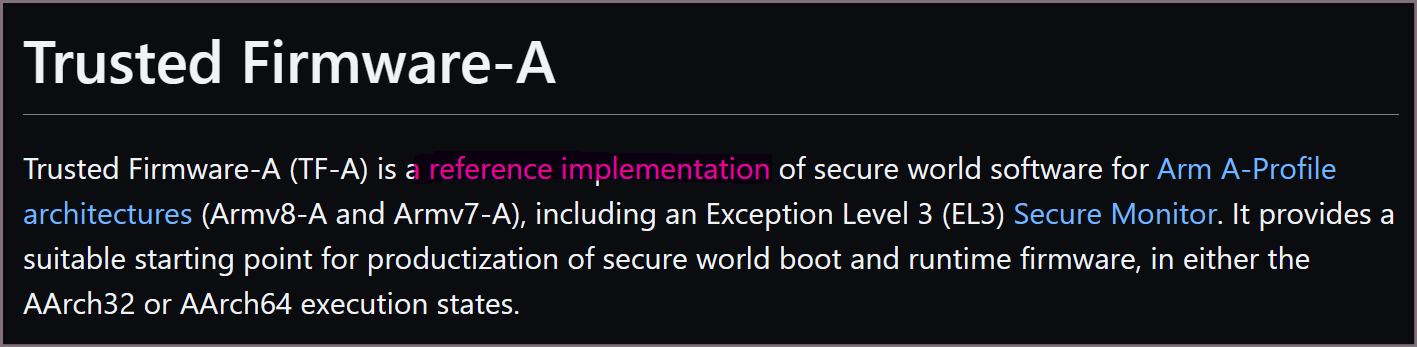 Trusted Firmware-A
Trusted Firmware-A (TF-A) is a reference implementation of secure world software for Arm A-Profile
architectures (Armv8-A and Armv7-A), including an Exception Level 3 (EL3) Secure Monitor. It provides a
suitable starting point for productization of secure world boot and runtime firmware, in either the
AArch32 or AArch64 execution states.